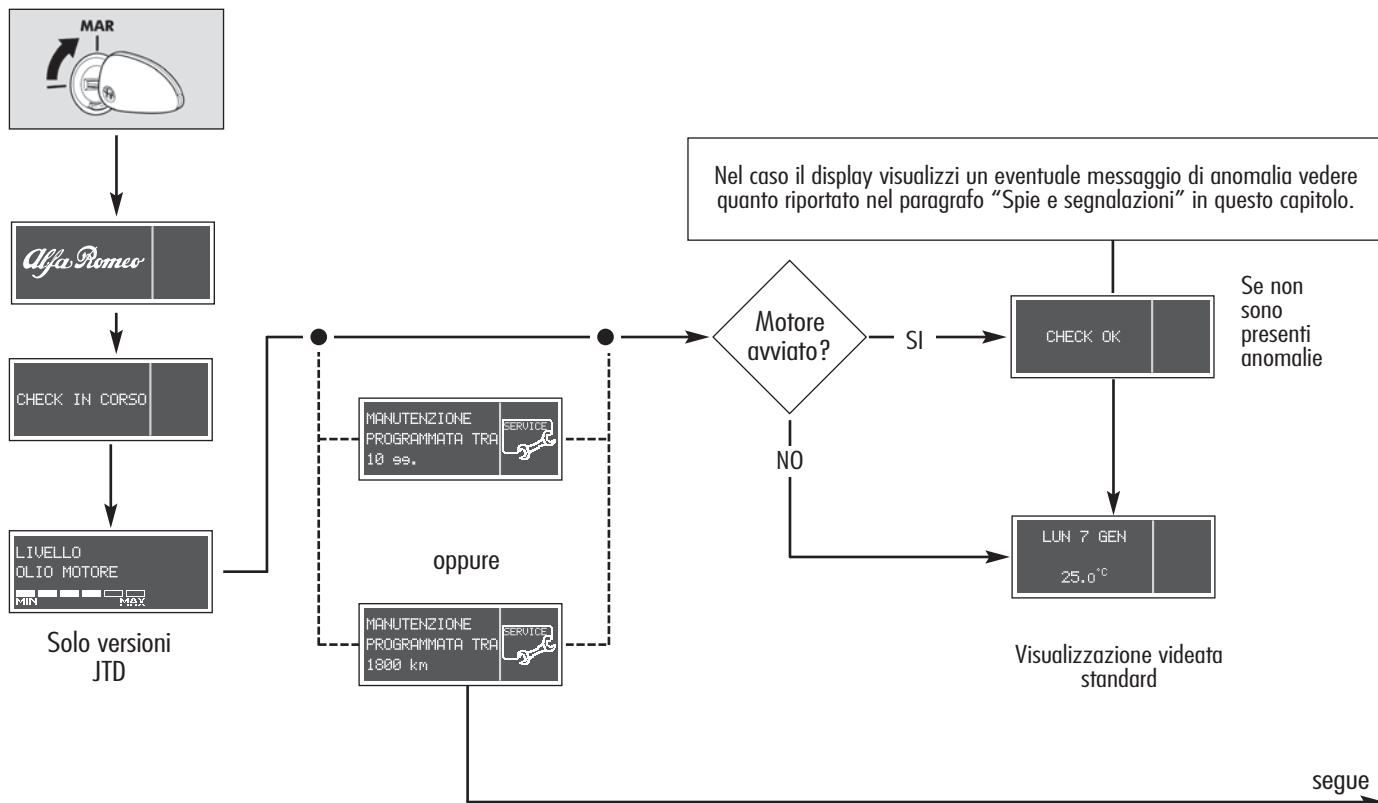 MAR
Alfa Romeo
CHECK IN CORSO
LIVELLO
OLIO MOTORE
MIN MAX
Solo versioni
JTD
MANUTENZIONE
PROGRAMMATA TRA
10 gg.
SERVICE
oppure
MANUTENZIONE
PROGRAMMATA TRA
1800 km
SERVICE
Nel caso il display visualizzi un eventuale messaggio di anomalia vedere
quanto riportato nel paragrafo “Spie e segnalazioni” in questo capitolo.
Motore
avviato?
SI
NO
CHECK OK
Se non
sono
presenti
anomalie
LUN 7 GEN
25.0°C
Visualizzazione videata
standard
segue